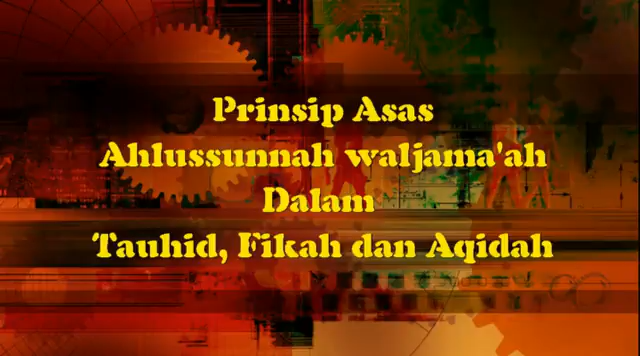 Prinsip Asas
Ahlussunnah waljama'ah
Dalam
Tauhid, Fikah dan Aqidah